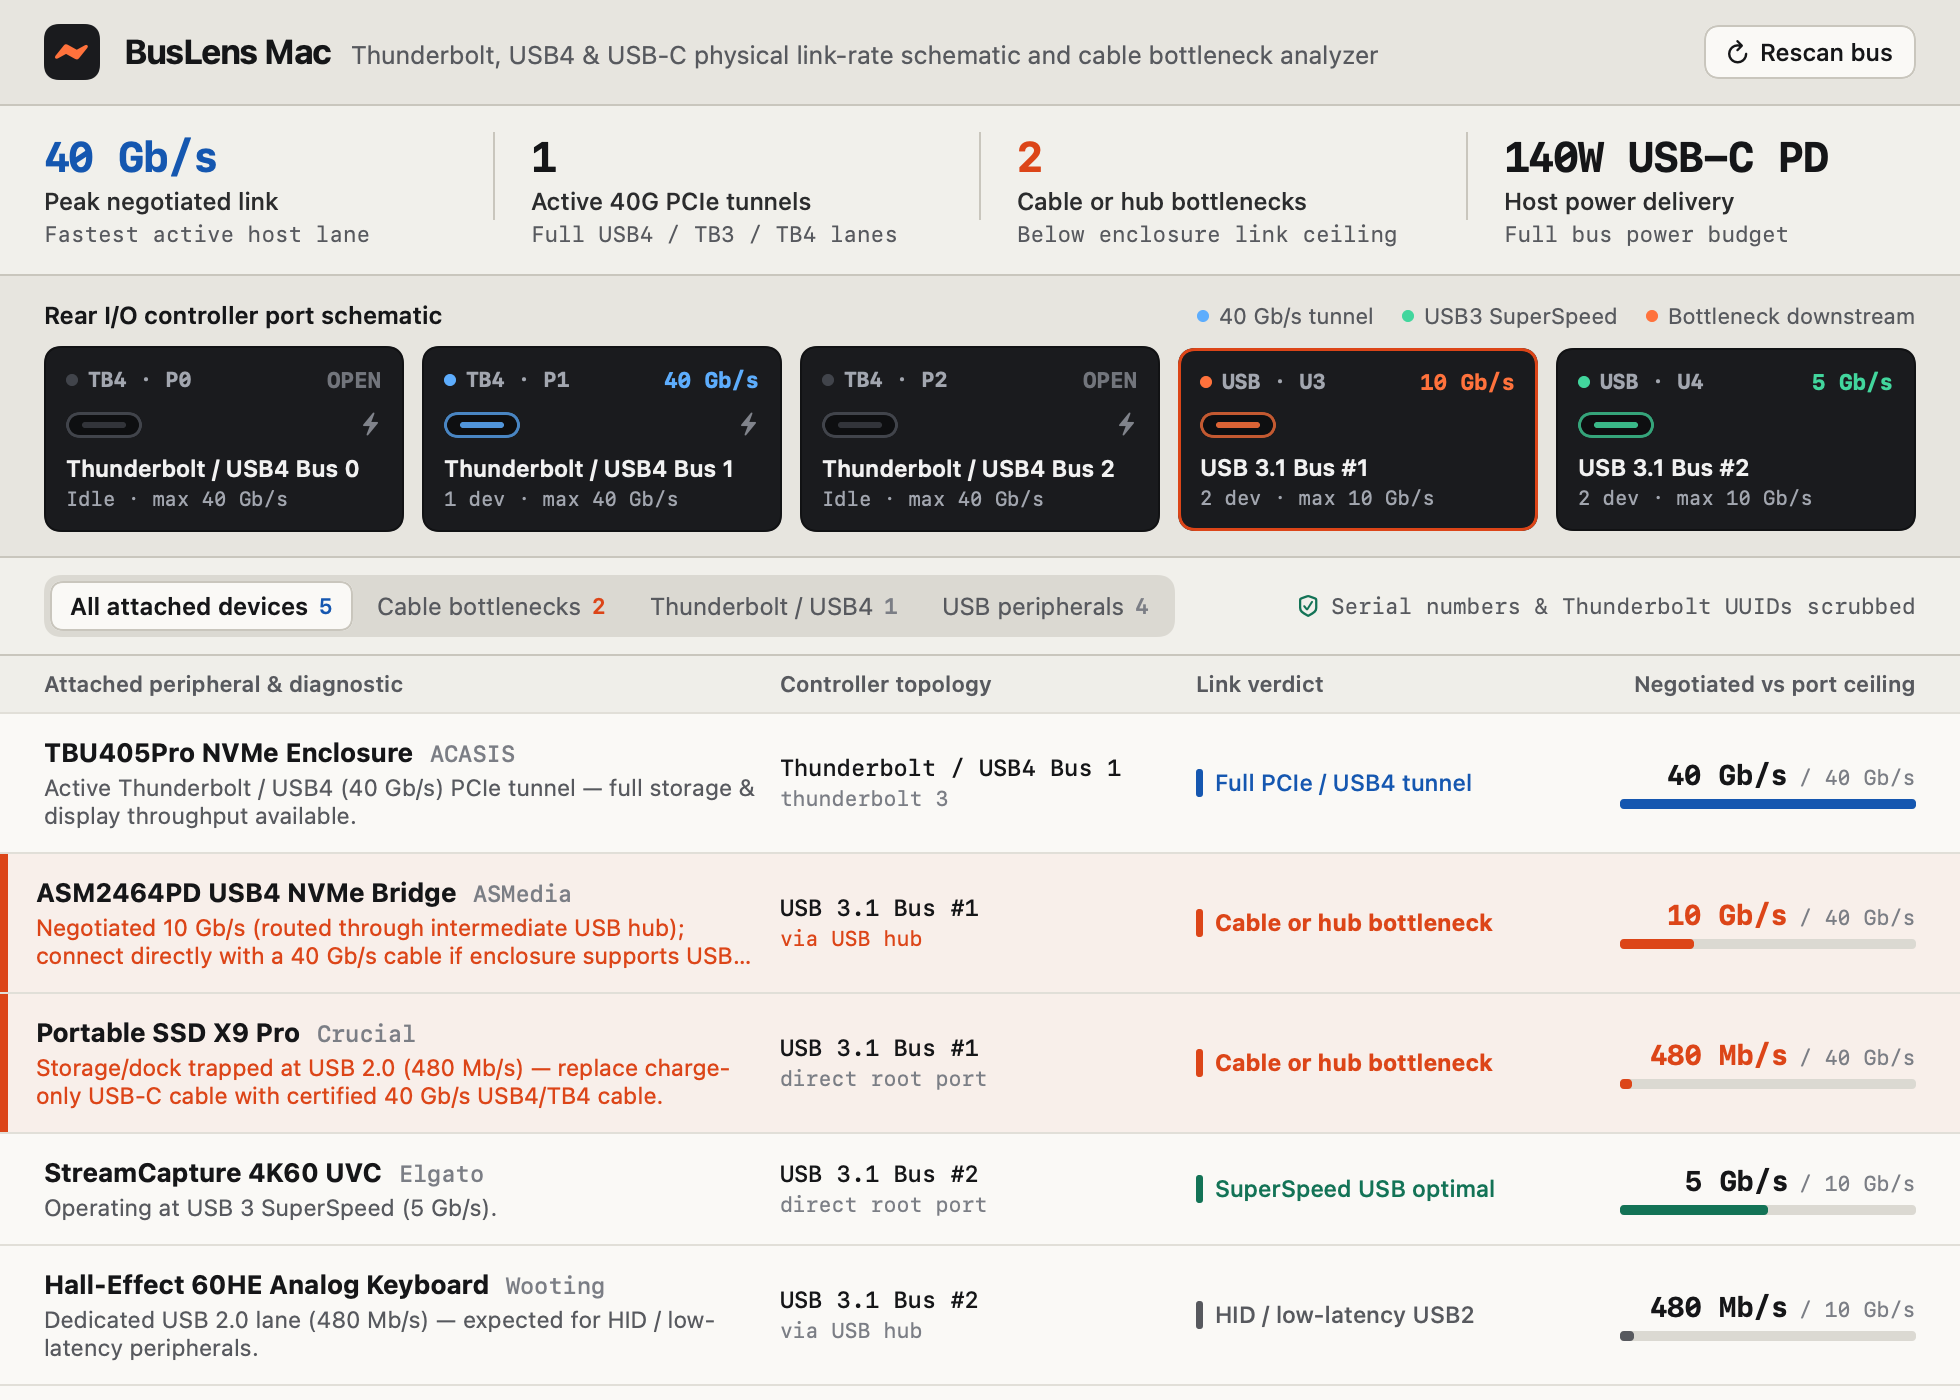 BusLens Mac Thunderbolt, USB4 & USB-C physical link-rate schematic and cable bottleneck analyzer
Rescan bus
40 Gb/s
Peak negotiated link
Fastest active host lane
1
Active 40G PCIe tunnels
Full USB4 / TB3 / TB4 lanes
2
Cable or hub bottlenecks
Below enclosure link ceiling
140W USB-C PD
Host power delivery
Full bus power budget
Rear I/O controller port schematic
40 Gb/s tunnel
USB3 SuperSpeed
Bottleneck downstream
TB4 · P0 OPEN
Thunderbolt / USB4 Bus 0
Idle · max 40 Gb/s
TB4 · P1 40 Gb/s
Thunderbolt / USB4 Bus 1
1 dev · max 40 Gb/s
TB4 · P2 OPEN
Thunderbolt / USB4 Bus 2
Idle · max 40 Gb/s
USB · U3 10 Gb/s
USB 3.1 Bus #1
2 dev · max 10 Gb/s
USB · U4 5 Gb/s
USB 3.1 Bus #2
2 dev · max 10 Gb/s
All attached devices 5
Cable bottlenecks 2
Thunderbolt / USB4 1
USB peripherals 4
Serial numbers & Thunderbolt UUIDs scrubbed
Attached peripheral & diagnostic
Controller topology
Link verdict
Negotiated vs port ceiling
TBU405Pro NVMe Enclosure ACASIS
Active Thunderbolt / USB4 (40 Gb/s) PCIe tunnel — full storage &
display throughput available.
Thunderbolt / USB4 Bus 1
thunderbolt 3
Full PCIe / USB4 tunnel
40 Gb/s / 40 Gb/s
ASM2464PD USB4 NVMe Bridge ASMedia
Negotiated 10 Gb/s (routed through intermediate USB hub);
connect directly with a 40 Gb/s cable if enclosure supports USB...
USB 3.1 Bus #1
via USB hub
Cable or hub bottleneck
10 Gb/s / 40 Gb/s
Portable SSD X9 Pro Crucial
Storage/dock trapped at USB 2.0 (480 Mb/s) — replace charge-
only USB-C cable with certified 40 Gb/s USB4/TB4 cable.
USB 3.1 Bus #1
direct root port
Cable or hub bottleneck
480 Mb/s / 40 Gb/s
StreamCapture 4K60 UVC Elgato
Operating at USB 3 SuperSpeed (5 Gb/s).
USB 3.1 Bus #2
direct root port
SuperSpeed USB optimal
5 Gb/s / 10 Gb/s
Hall-Effect 60HE Analog Keyboard Wooting
Dedicated USB 2.0 lane (480 Mb/s) — expected for HID / low-
latency peripherals.
USB 3.1 Bus #2
via USB hub
HID / low-latency USB2
480 Mb/s / 10 Gb/s